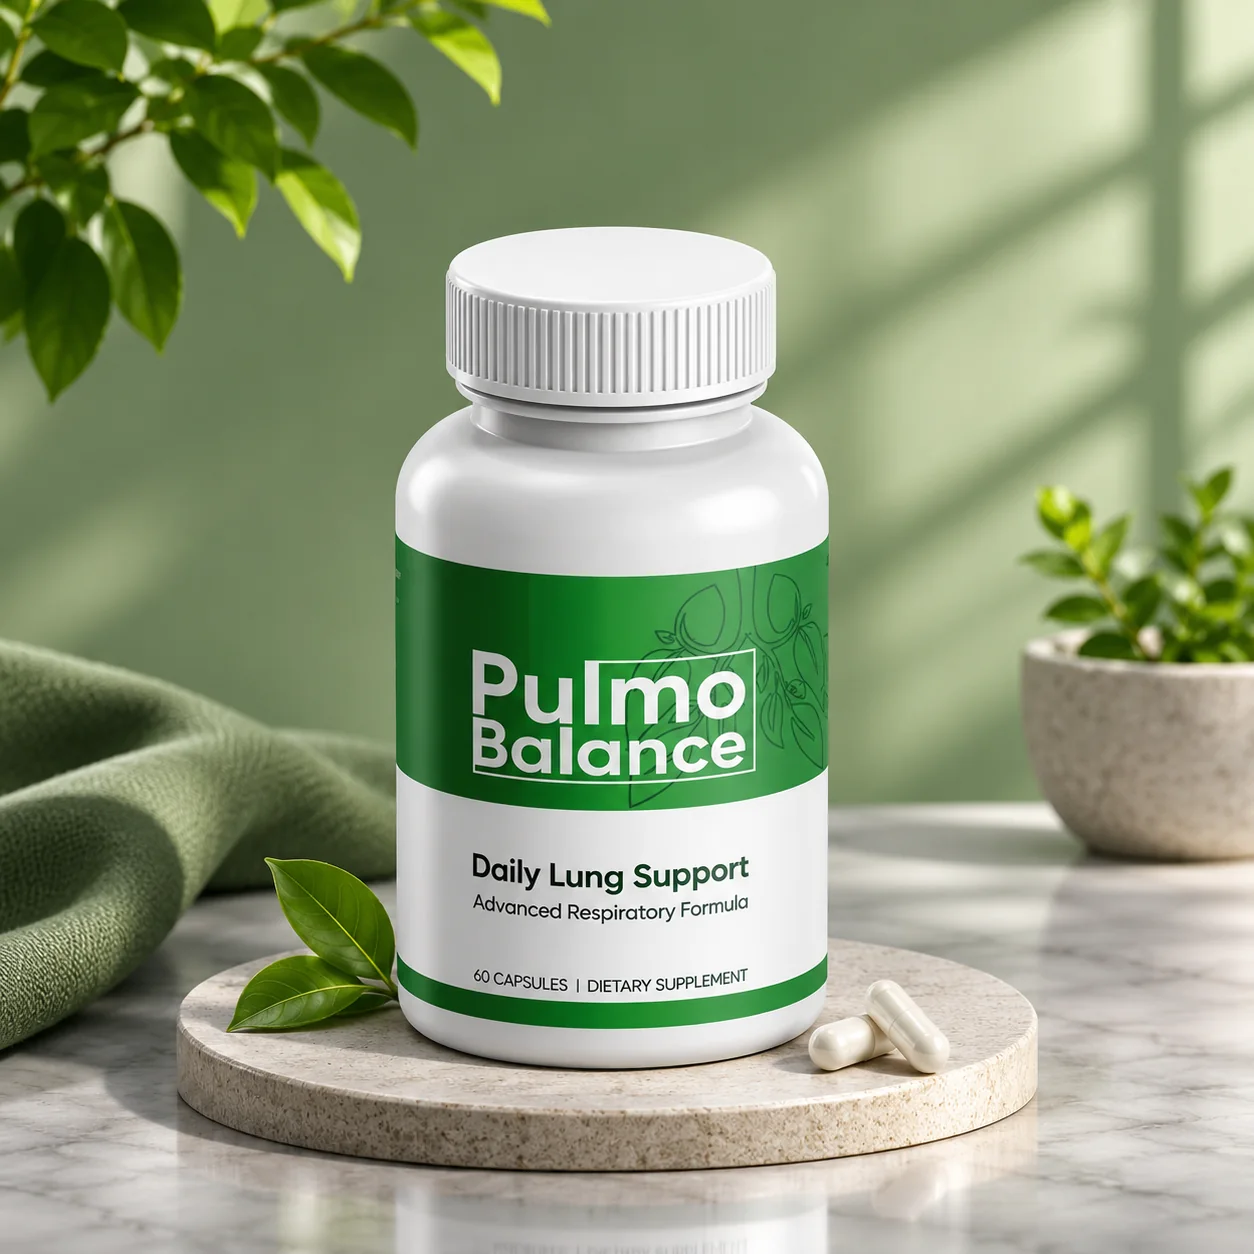 Pulmo
Balance
Daily Lung Support
Advanced Respiratory Formula
60 CAPSULES | DIETARY SUPPLEMENT